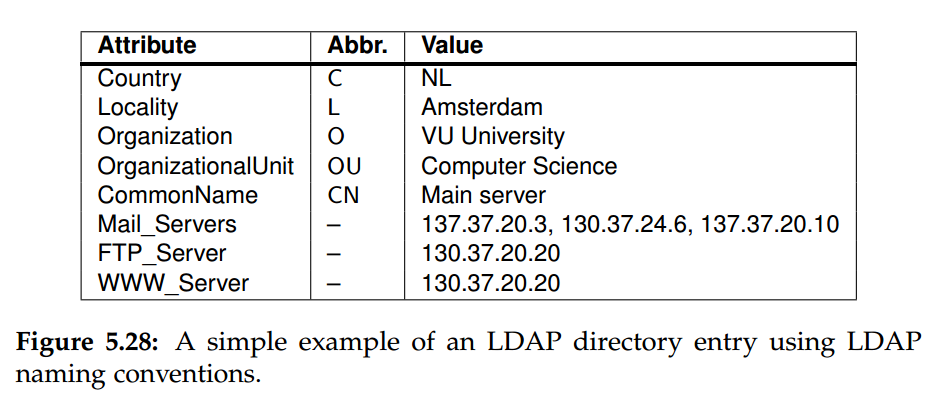 Attribute Abbr. Value
Country C NL
Locality L Amsterdam
Organization O VU University
OrganizationalUnit OU Computer Science
CommonName CN Main server
Mail_Servers – 137.37.20.3, 130.37.24.6, 137.37.20.10
FTP_Server – 130.37.20.20
WWW_Server – 130.37.20.20
Figure 5.28: A simple example of an LDAP directory entry using LDAP
naming conventions.